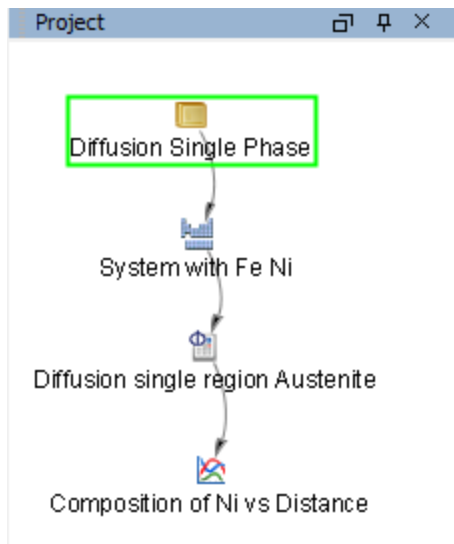 Project
Diffusion Single Phase
System with Fe Ni
Diffusion single region Austenite
Composition of Ni vs Distance